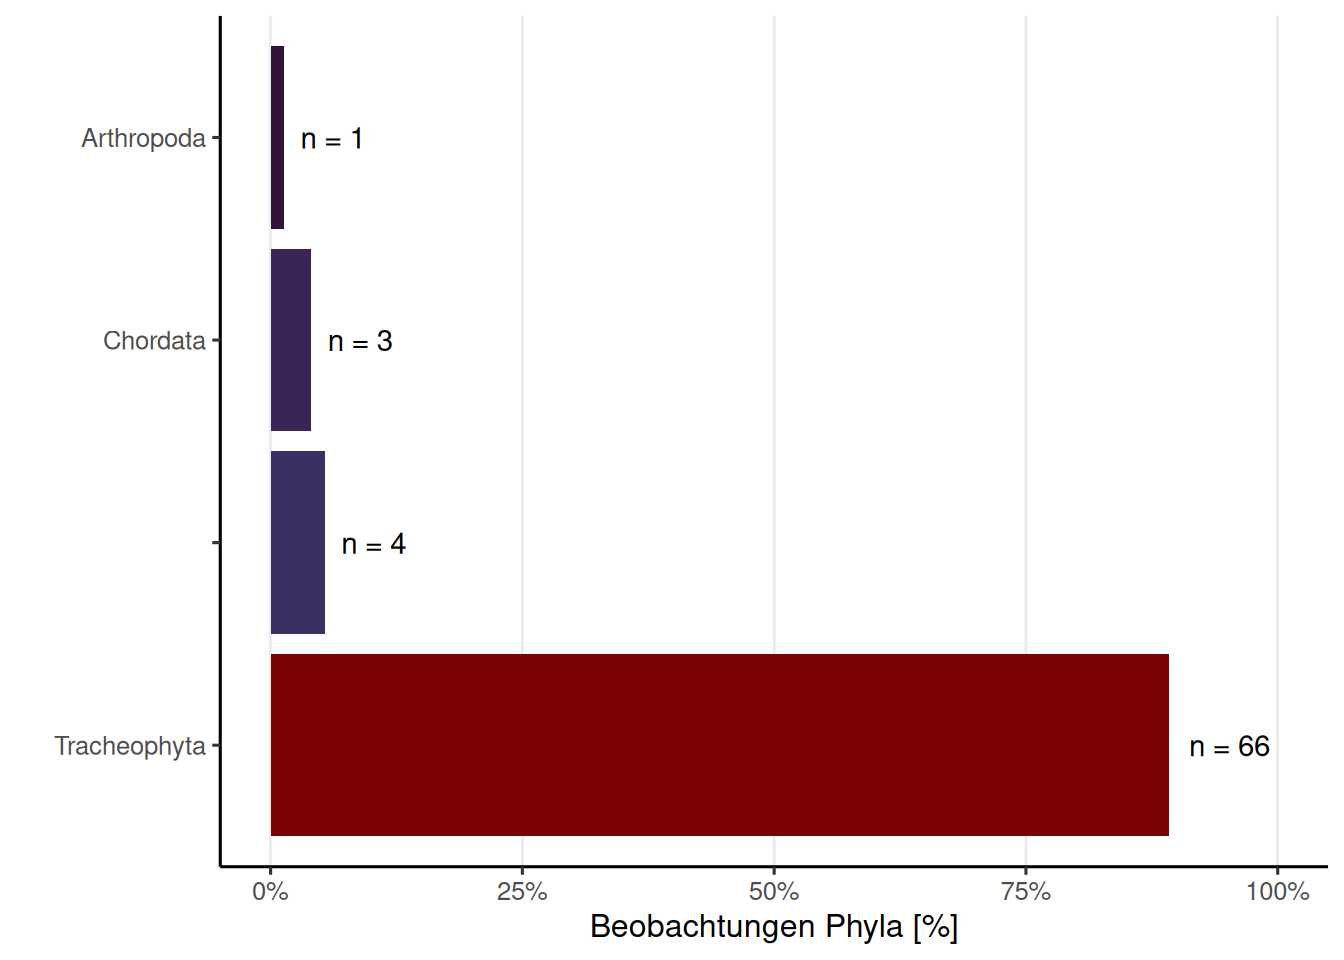 Arthropoda
n = 1
Chordata
n = 3
n = 4
Tracheophyta
n = 66
0% 25% 50% 75% 100%
Beobachtungen Phyla [%]